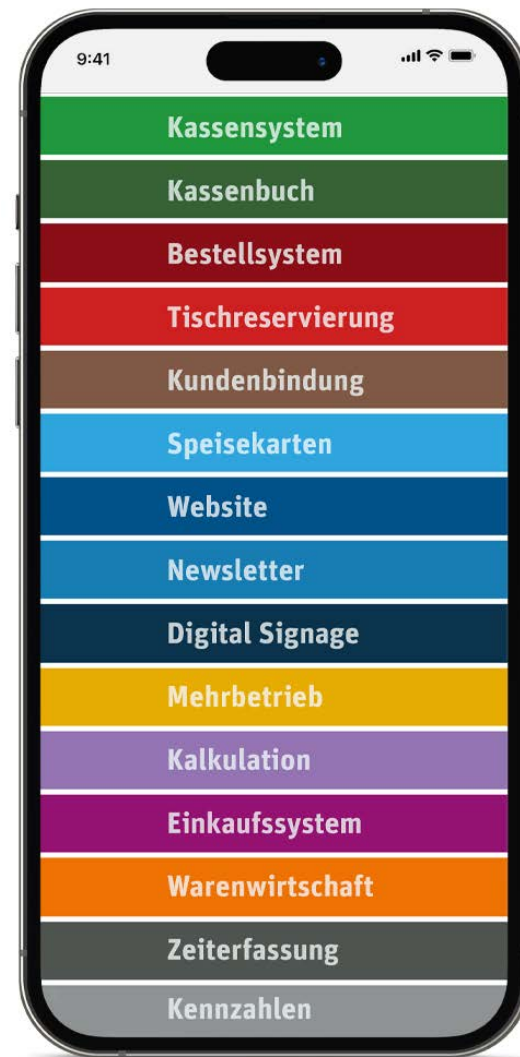 9:41
Kassensystem
Kassenbuch
Bestellsystem
Tischreservierung
Kundenbindung
Speisekarten
Website
Newsletter
Digital Signage
Mehrbetrieb
Kalkulation
Einkaufssystem
Warenwirtschaft
Zeiterfassung
Kennzahlen